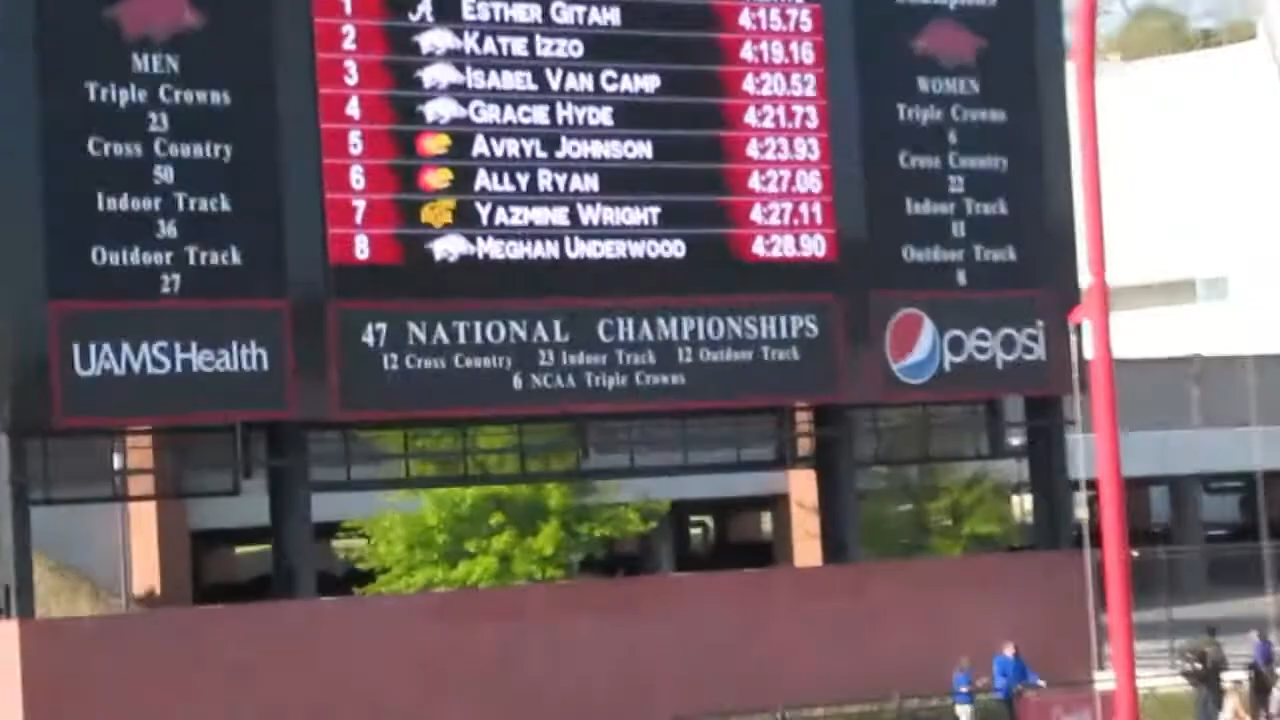 Champions
1 A ESTHER GITAHI 4:15.75
2 KATIE IZZO 4:19.16
3 ISABEL VAN CAMP 4:20.52
4 GRACIE HYDE 4:21.73
5 AVRYL JOHNSON 4:23.93
6 ALLY RYAN 4:27.06
7 YAZMINE WRIGHT 4:27.11
8 MEGHAN UNDERWOOD 4:28.90
MEN
Triple Crowns
23
Cross Country
50
Indoor Track
36
Outdoor Track
27
WOMEN
Triple Crowns
6
Cross Country
22
Indoor Track
11
Outdoor Track
8
UAMS Health
47 NATIONAL CHAMPIONSHIPS
12 Cross Country 23 Indoor Track 12 Outdoor Track
6 NCAA Triple Crowns
pepsi